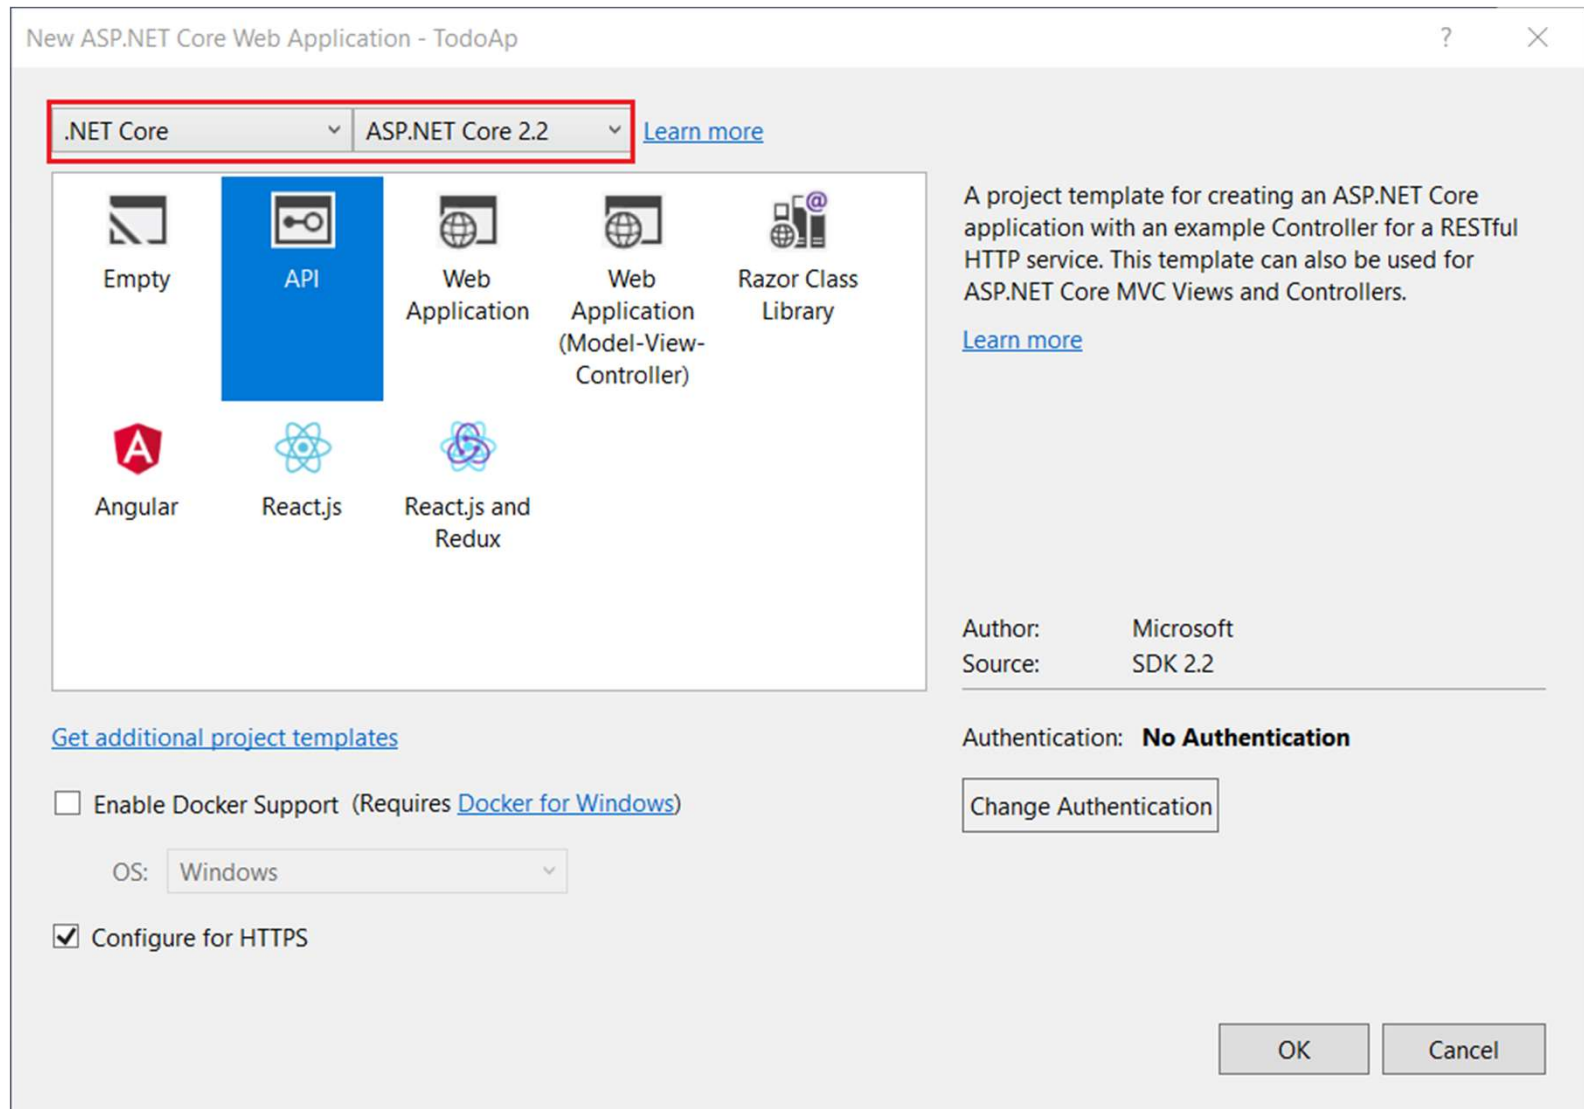 New ASP.NET Core Web Application - TodoAp
?
.NET Core
ASP.NET Core 2.2
Learn more
Empty
API
Web
Application
Web
Application
(Model-View-
Controller)
@
Razor Class
Library
A
Angular
React.js
React.js and
Redux
A project template for creating an ASP.NET Core
application with an example Controller for a RESTful
HTTP service. This template can also be used for
ASP.NET Core MVC Views and Controllers.
Learn more
Author: Microsoft
Source: SDK 2.2
Get additional project templates
Authentication: No Authentication
Enable Docker Support (Requires Docker for Windows)
Change Authentication
OS: Windows
Configure for HTTPS
OK
Cancel